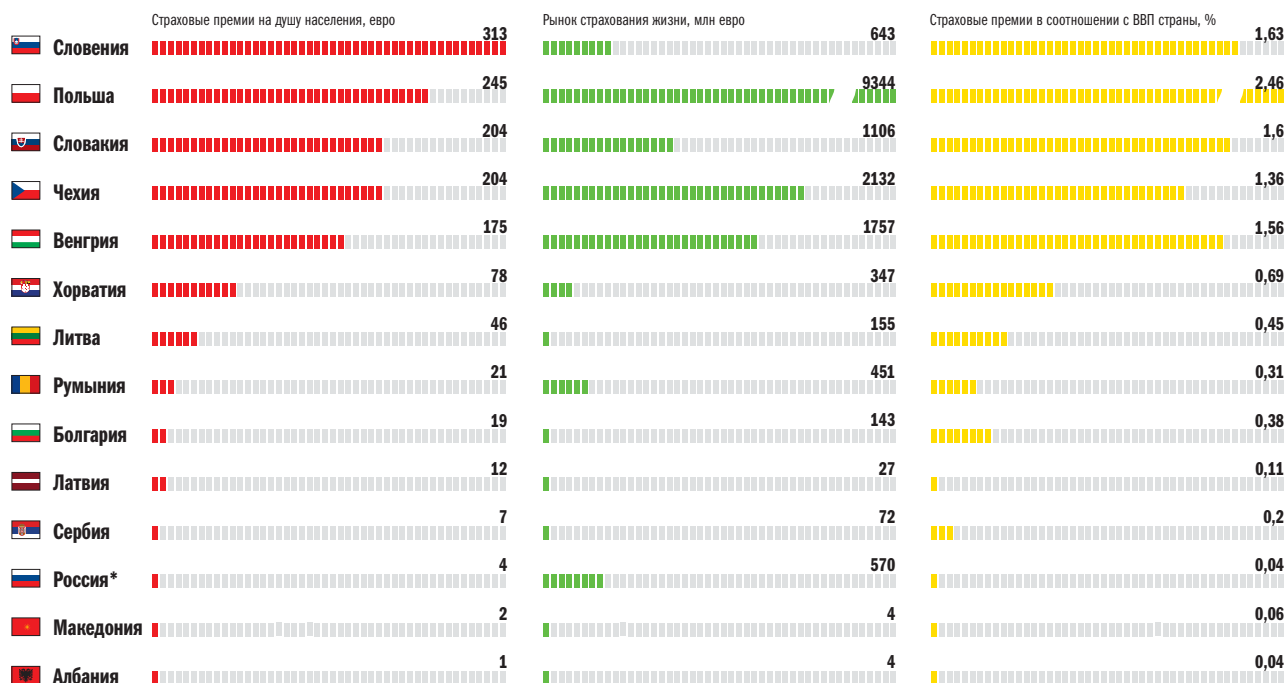 Страховые премии на душу населения, евро Рынок страхования жизни, млн евро Страховые премии в соотношении с ВВП страны, %
Словения 313 643 1,63
Польша 245 9344 2,46
Словакия 204 1106 1,6
Чехия 204 2132 1,36
Венгрия 175 1757 1,56
Хорватия 78 347 0,69
Литва 46 155 0,45
Румыния 21 451 0,31
Болгария 19 143 0,38
Латвия 12 27 0,11
Сербия 7 72 0,2
Россия* 4 570 0,04
Македония 2 4 0,06
Албания 1 4 0,04